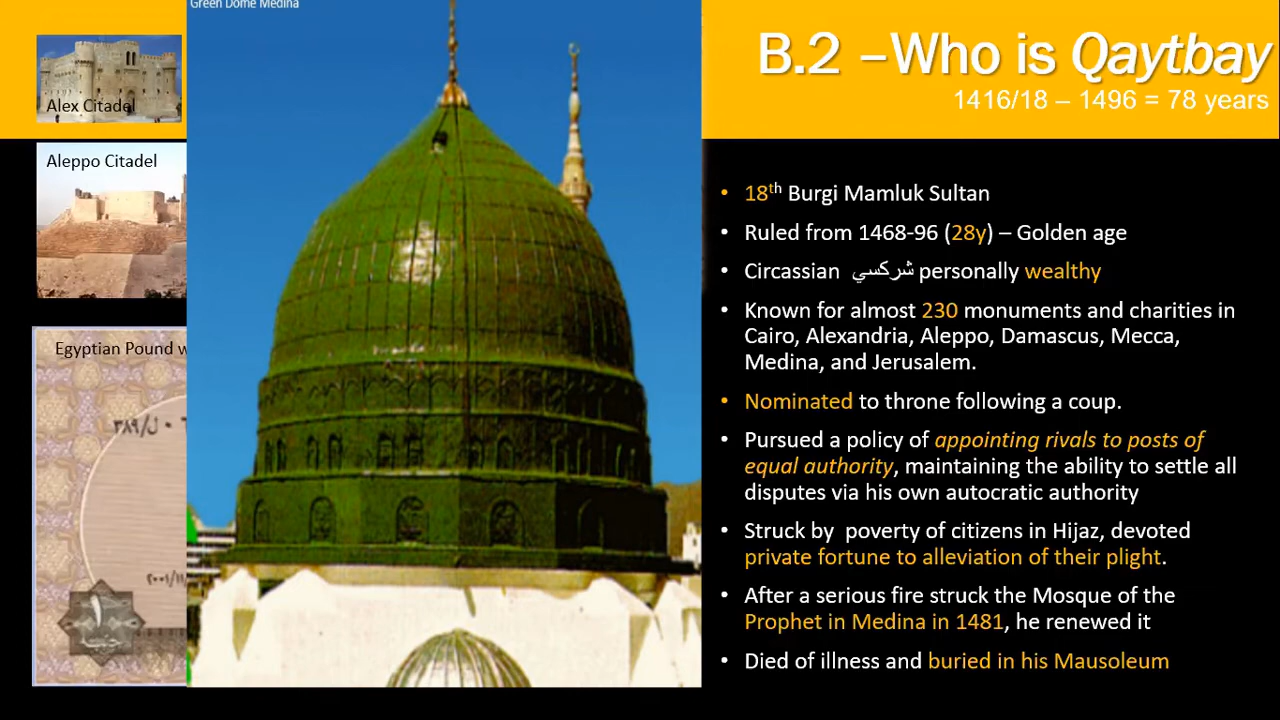 Green Dome Medina
Alex Citadel
Aleppo Citadel
Egyptian Pound w
B.2 –Who is Qaytbay
1416/18 – 1496 = 78 years
• 18th Burgi Mamluk Sultan
• Ruled from 1468-96 (28y) – Golden age
• Circassian شركسي personally wealthy
• Known for almost 230 monuments and charities in
Cairo, Alexandria, Aleppo, Damascus, Mecca,
Medina, and Jerusalem.
• Nominated to throne following a coup.
• Pursued a policy of appointing rivals to posts of
equal authority, maintaining the ability to settle all
disputes via his own autocratic authority
• Struck by poverty of citizens in Hijaz, devoted
private fortune to alleviation of their plight.
• After a serious fire struck the Mosque of the
Prophet in Medina in 1481, he renewed it
• Died of illness and buried in his Mausoleum